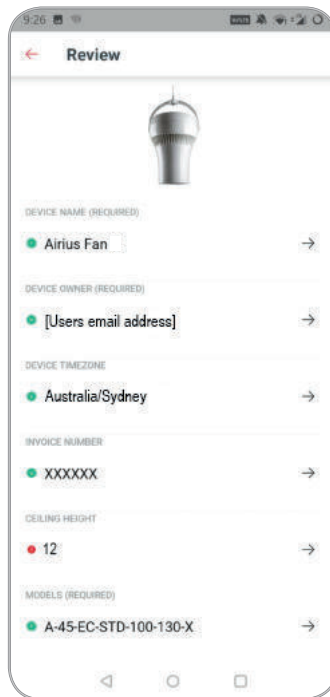 9:26
Review
DEVICE NAME (REQUIRED)
Airius Fan
DEVICE OWNER (REQUIRED)
[Users email address]
DEVICE TIMEZONE
Australia/Sydney
INVOICE NUMBER
XXXXXX
CEILING HEIGHT
12
MODELS (REQUIRED)
A-45-EC-STD-100-130-X